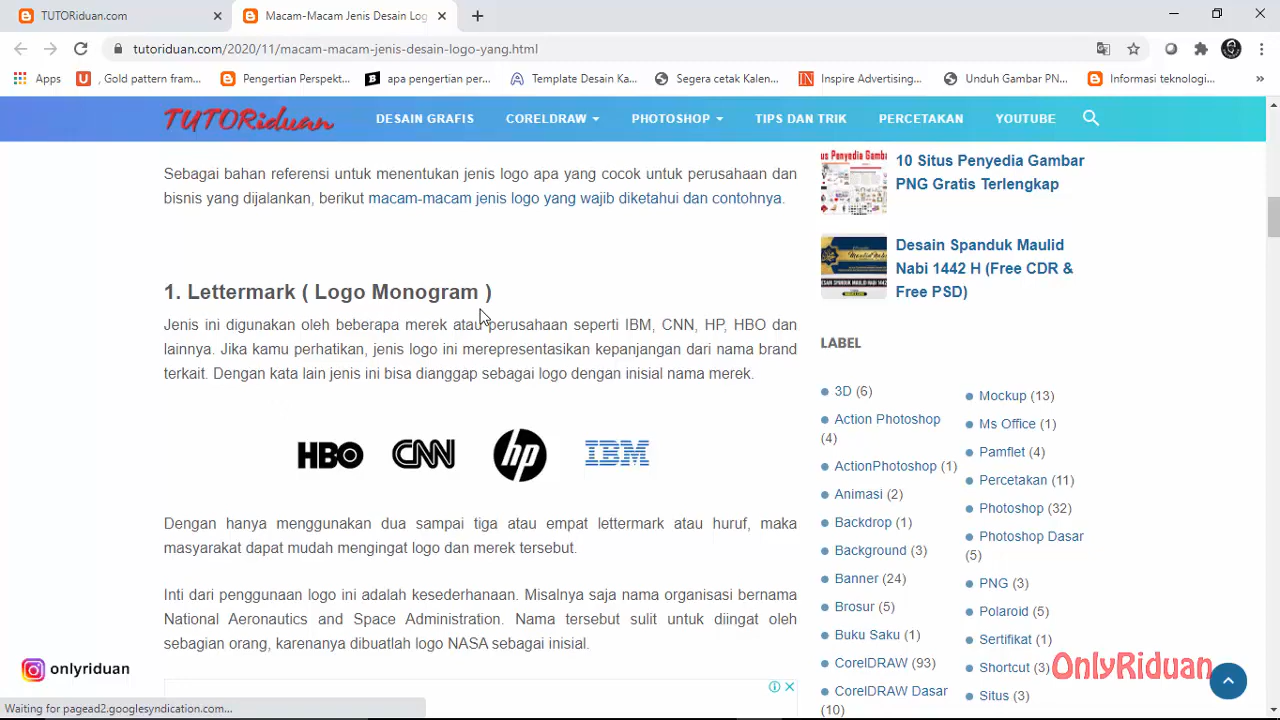 TUTORiduan.com
Macam-Macam Jenis Desain Log
tutoriduan.com/2020/11/macam-macam-jenis-desain-logo-yang.html
Apps
, Gold pattern fram...
Pengertian Perspekt...
apa pengertian per...
Template Desain Ka...
Segera Cetak Kalen...
Inspire Advertising...
Unduh Gambar PN...
Informasi teknologi...
TUTORiduan
DESAIN GRAFIS
CORELDRAW
PHOTOSHOP
TIPS DAN TRIK
PERCETAKAN
YOUTUBE
Sebagai bahan referensi untuk menentukan jenis logo apa yang cocok untuk perusahaan dan
bisnis yang dijalankan, berikut macam-macam jenis logo yang wajib diketahui dan contohnya.
1. Lettermark ( Logo Monogram )
Jenis ini digunakan oleh beberapa merek atau perusahaan seperti IBM, CNN, HP, HBO dan
lainnya. Jika kamu perhatikan, jenis logo ini merepresentasikan kepanjangan dari nama brand
terkait. Dengan kata lain jenis ini bisa dianggap sebagai logo dengan inisial nama merek.
HBO CNN hp IBM
Dengan hanya menggunakan dua sampai tiga atau empat lettermark atau huruf, maka
masyarakat dapat mudah mengingat logo dan merek tersebut.
Inti dari penggunaan logo ini adalah kesederhanaan. Misalnya saja nama organisasi bernama
National Aeronautics and Space Administration. Nama tersebut sulit untuk diingat oleh
sebagian orang, karenanya dibuatlah logo NASA sebagai inisial.
10 Situs Penyedia Gambar
PNG Gratis Terlengkap
Desain Spanduk Maulid
Nabi 1442 H (Free CDR &
Free PSD)
LABEL
3D (6)
Action Photoshop
(4)
ActionPhotoshop (1)
Animasi (2)
Backdrop (1)
Background (3)
Banner (24)
Brosur (5)
Buku Saku (1)
CorelDRAW (93)
CorelDRAW Dasar
(10)
Mockup (13)
Ms Office (1)
Pamflet (4)
Percetakan (11)
Photoshop (32)
Photoshop Dasar
(5)
PNG (3)
Polaroid (5)
Sertifikat (1)
Shortcut (3)
Situs (3)
onlyriduan
OnlyRiduan
Waiting for pagead2.googlesyndication.com...